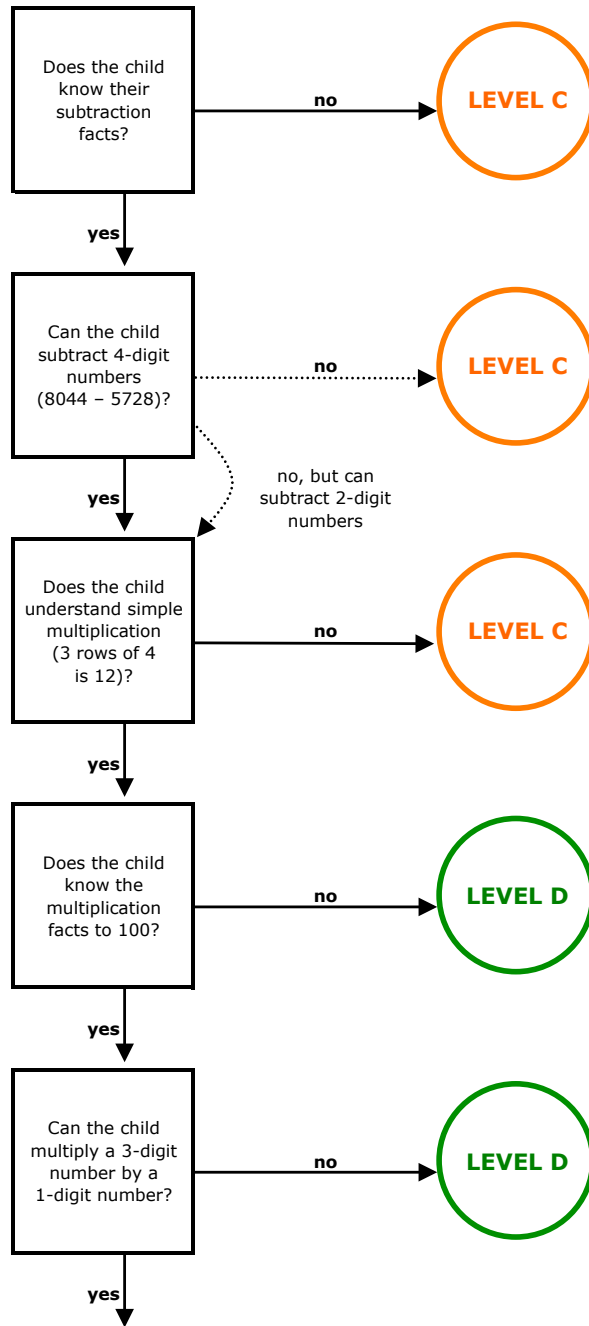 Does the child
know their
subtraction
facts?
no
LEVEL C
yes
Can the child
subtract 4-digit
numbers
(8044 – 5728)?
no
LEVEL C
no, but can
subtract 2-digit
numbers
yes
Does the child
understand simple
multiplication
(3 rows of 4
is 12)?
no
LEVEL C
yes
Does the child
know the
multiplication
facts to 100?
no
LEVEL D
yes
Can the child
multiply a 3-digit
number by a
1-digit number?
no
LEVEL D
yes